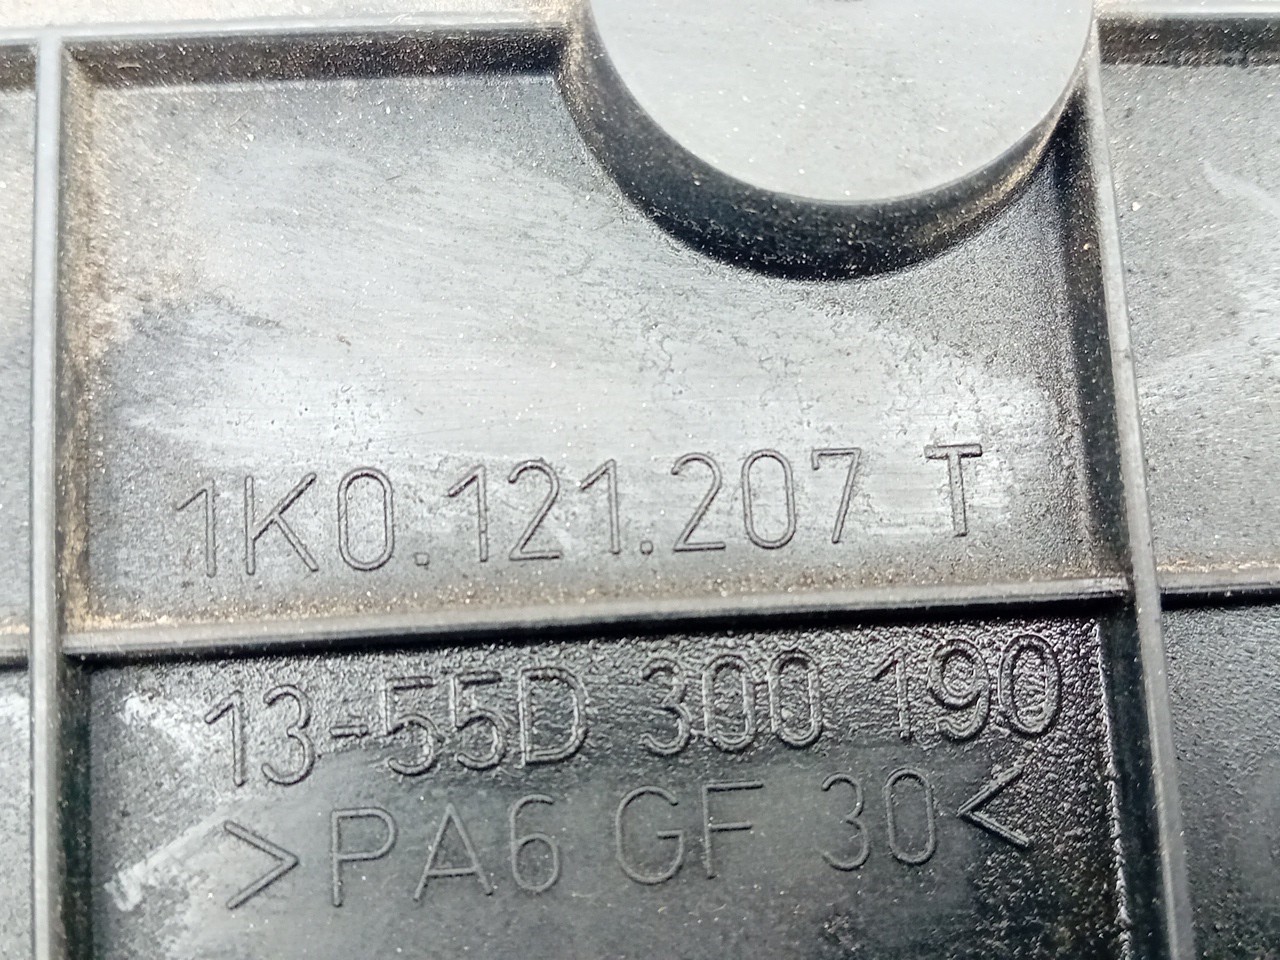 1K0.121.207 T
13-55D 300 190
>PA6 GF 30<